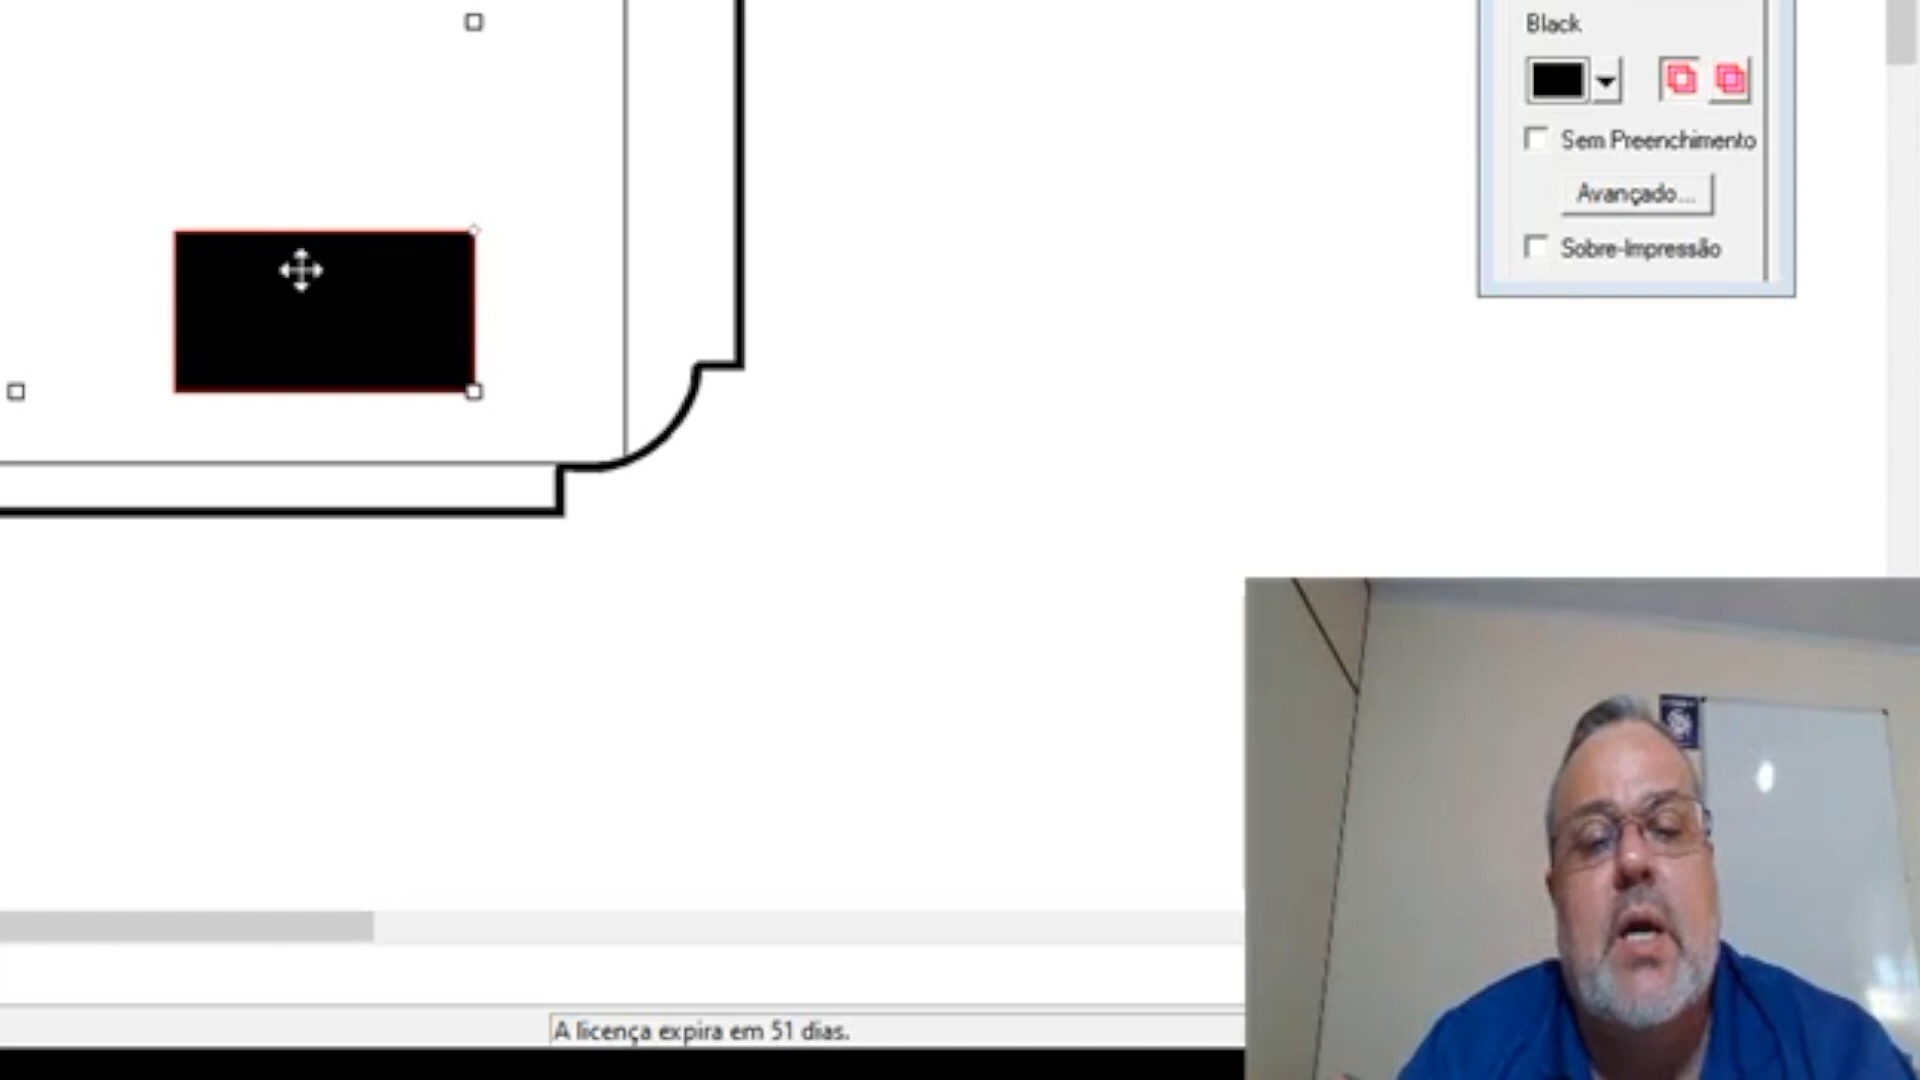 Black
Sem Preenchimento
Avançado...
Sobre-Impressão
A licença expira em 51 dias.